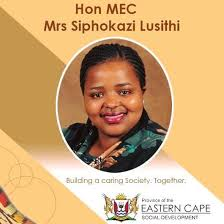 Hon MEC
Mrs Siphokazi Lusithi
Building a caring Society. Together.
Province of the
EASTERN CAPE
SOCIAL DEVELOPMENT